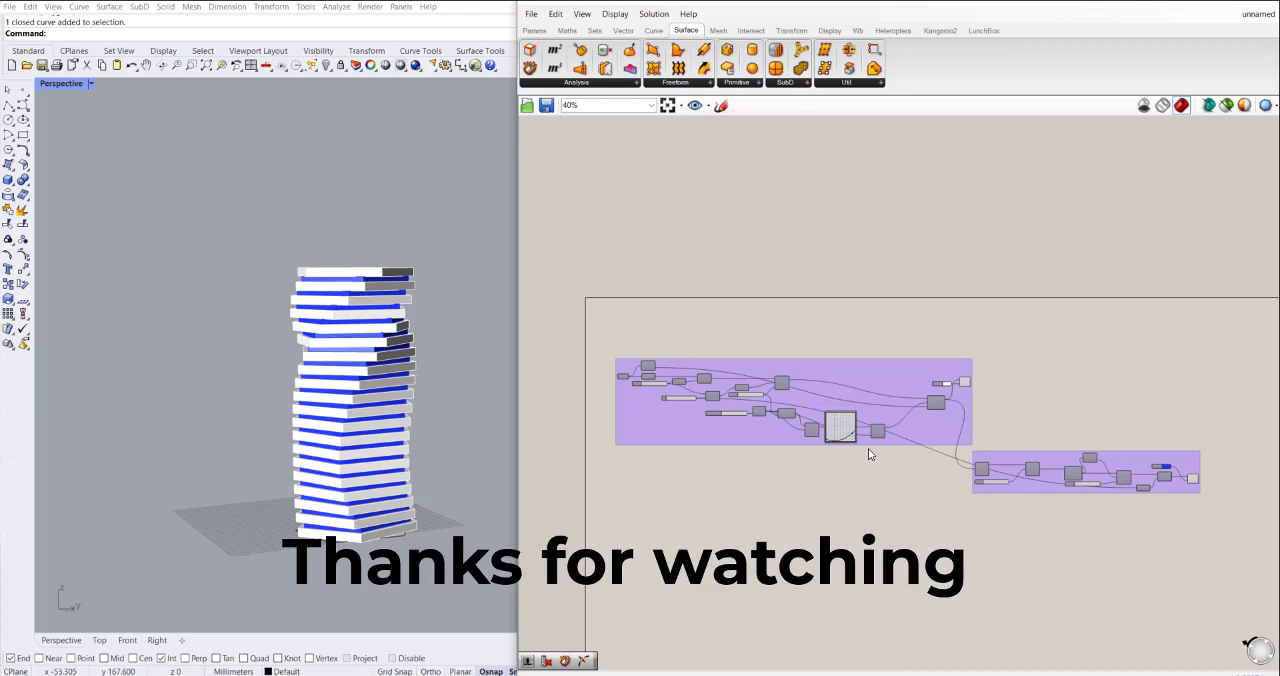 File Edit View Curve Surface SubD Solid Mesh Dimension Transform Tools Analyze Render Panels Help
1 closed curve added to selection.
Command:
Standard CPlanes Set View Display Select Viewport Layout Visibility Transform Curve Tools Surface Tools
Perspective
File Edit View Display Solution Help
unnamed
Params Maths Sets Vector Curve Surface Mesh Intersect Transform Display Wb Heteroptera Kangaroo2 LunchBox
Analysis Freeform Primitive SubD Util
40%
z
x y
Thanks for watching
Perspective Top Front Right
End Near Point Mid Cen Int Perp Tan Quad Knot Vertex Project Disable
CPlane x -53.305 y 167.600 z 0 Millimeters Default Grid Snap Ortho Planar Osnap